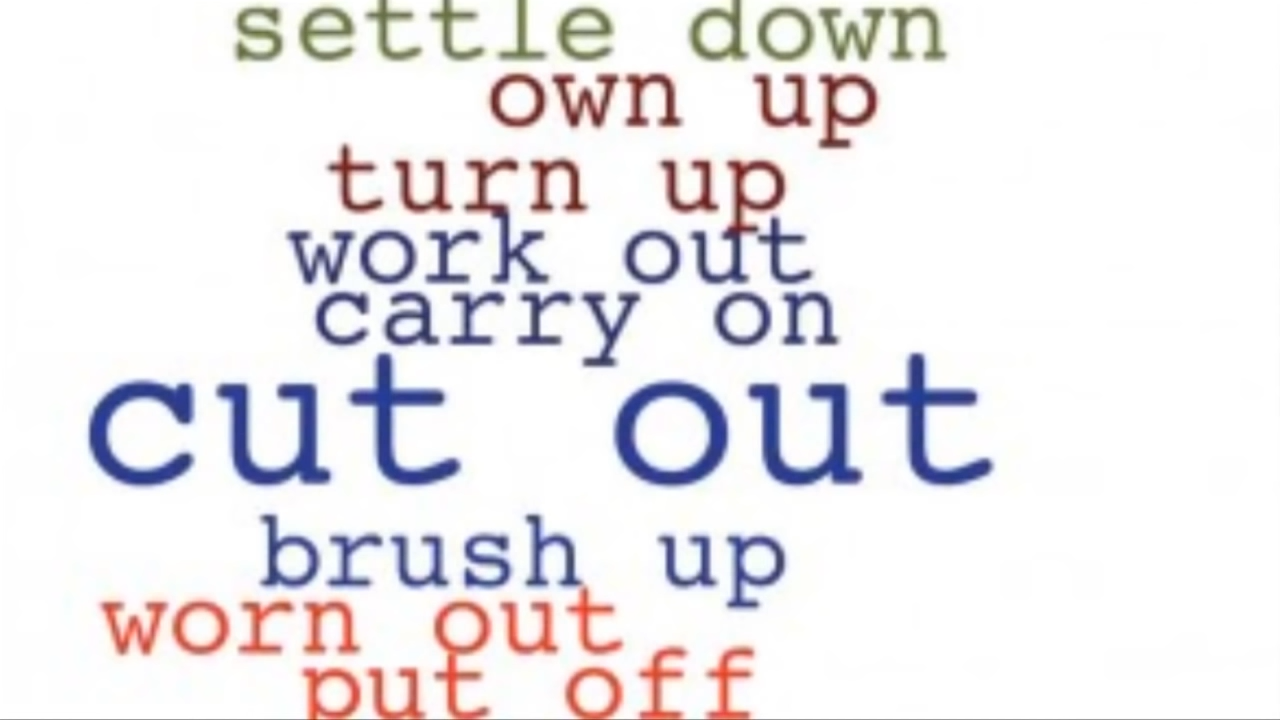 settle down
own up
turn up
work out
carry on
cut out
brush up
worn out
put off